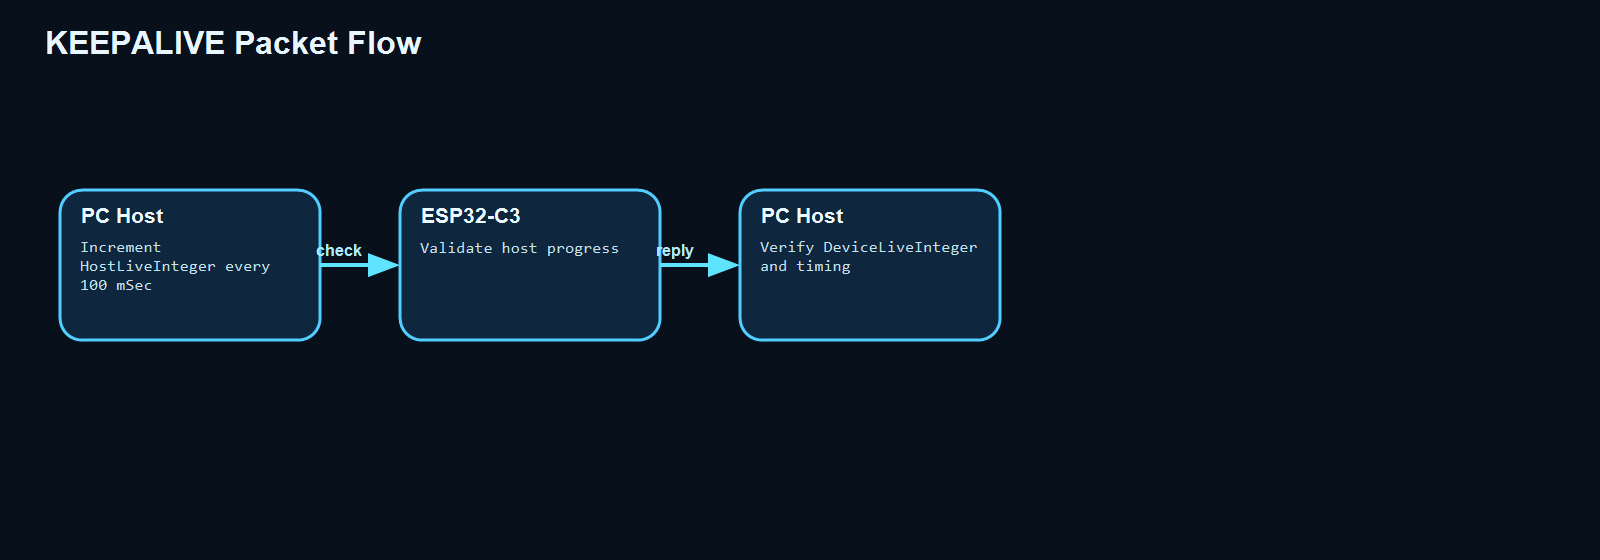 KEEPALIVE Packet Flow
PC Host
Increment
HostLiveInteger every
100 mSec
check
ESP32-C3
Validate host progress
reply
PC Host
Verify DeviceLiveInteger
and timing